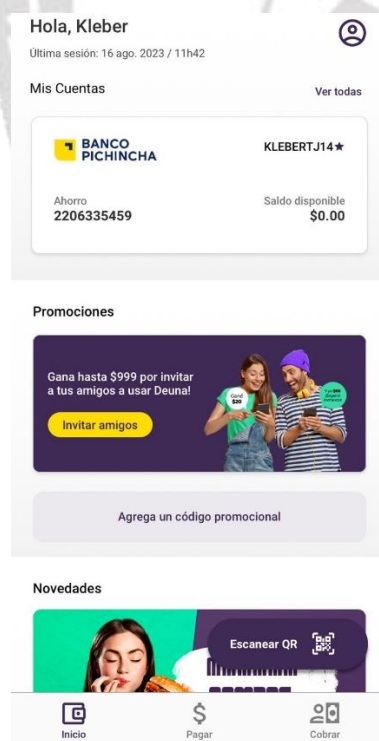 Hola, Kleber
Última sesión: 16 ago. 2023 / 11h42
Mis Cuentas
Ver todas
BANCO
PICHINCHA
KLEBERTJ14★
Ahorro
Saldo disponible
2206335459
$0.00
Promociones
Gana hasta $999 por invitar
a tus amigos a usar Deuna!
Invitar amigos
Gané
$20
Agrega un código promocional
Novedades
Escanear QR
Inicio
Pagar
Cobrar